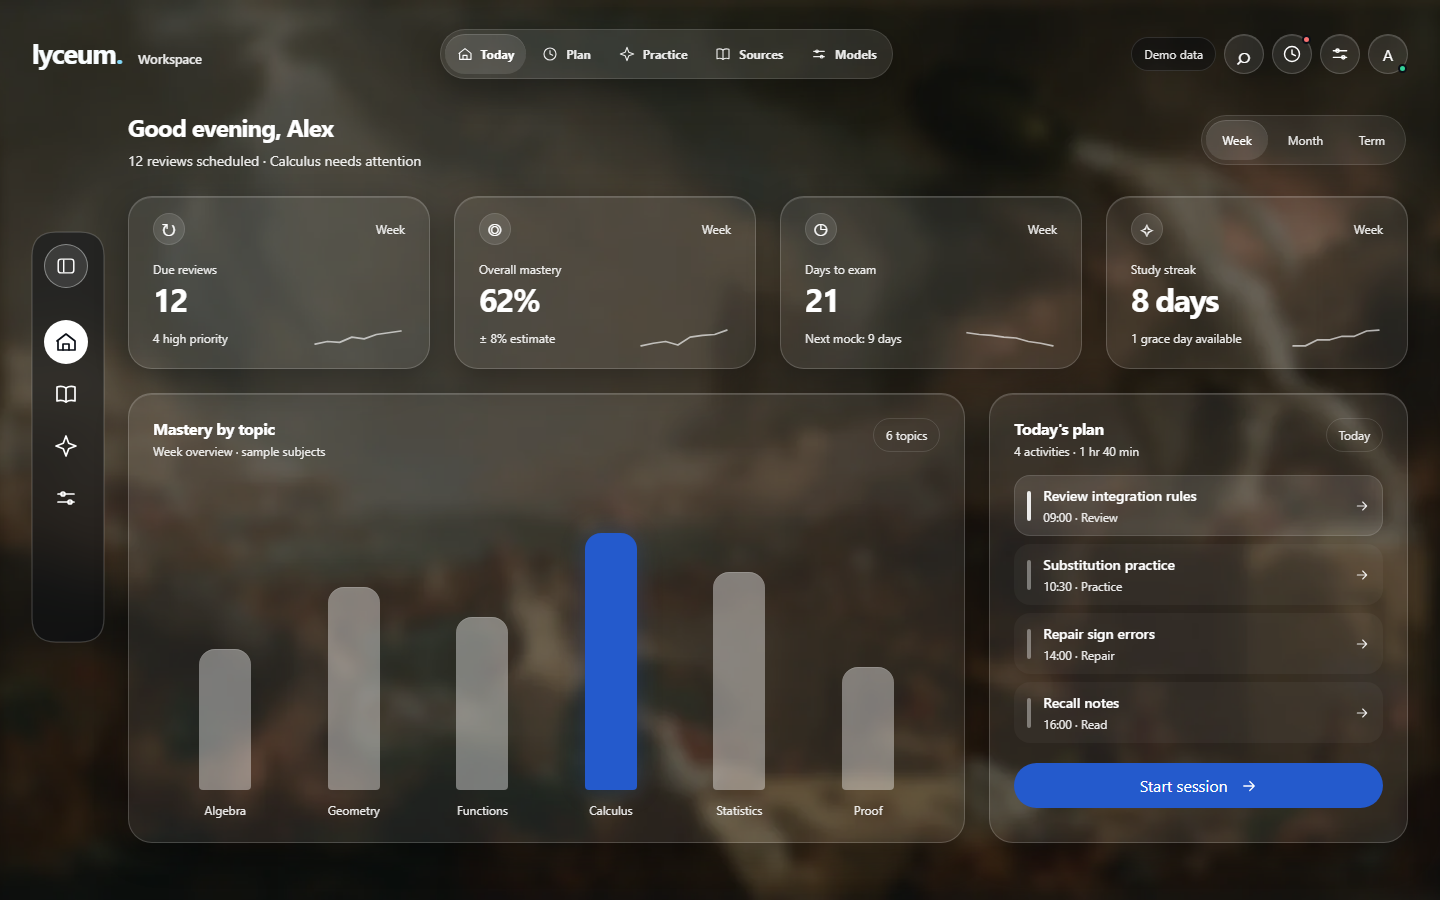 lyceum. Workspace
Today
Plan
Practice
Sources
Models
Demo data
A
Good evening, Alex
12 reviews scheduled · Calculus needs attention
Week
Month
Term
Week
Due reviews
12
4 high priority
Week
Overall mastery
62%
± 8% estimate
Week
Days to exam
21
Next mock: 9 days
Week
Study streak
8 days
1 grace day available
Mastery by topic
Week overview · sample subjects
6 topics
Algebra
Geometry
Functions
Calculus
Statistics
Proof
Today's plan
4 activities · 1 hr 40 min
Today
Review integration rules
09:00 · Review
Substitution practice
10:30 · Practice
Repair sign errors
14:00 · Repair
Recall notes
16:00 · Read
Start session